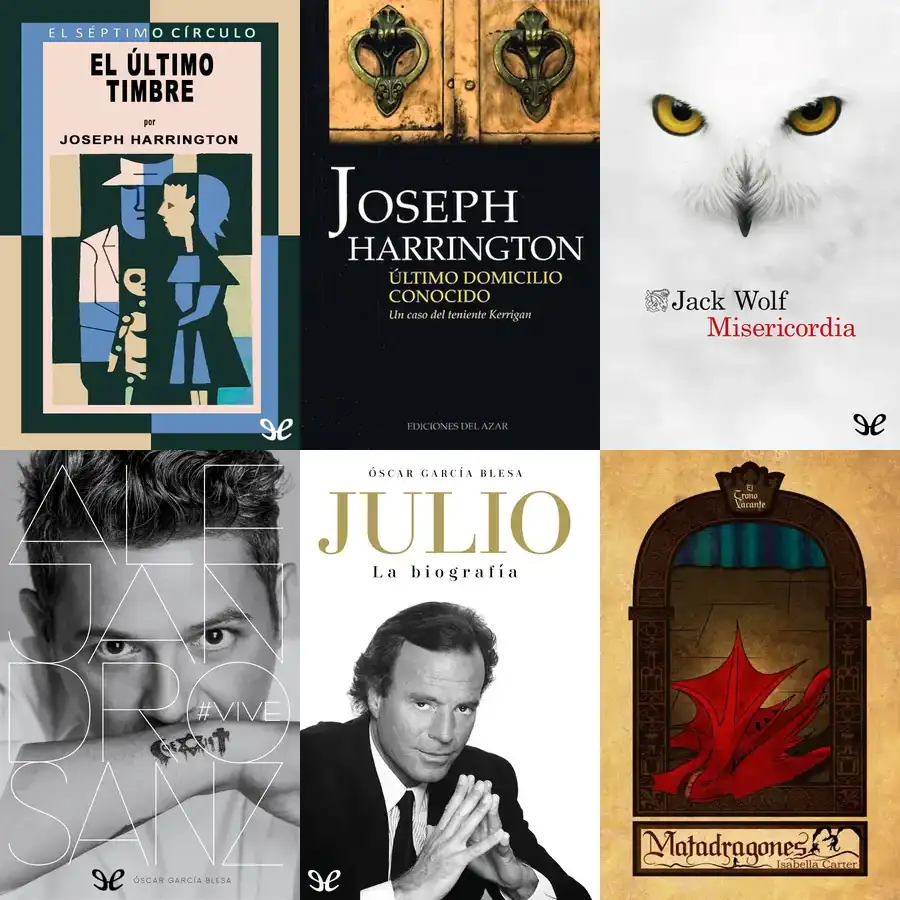 EL SÉPTIMO CÍRCULO
EL ÚLTIMO
TIMBRE
por
JOSEPH HARRINGTON
JOSEPH
HARRINGTON
ÚLTIMO DOMICILIO
CONOCIDO
Un caso del teniente Kerrigan
EDICIONES DEL AZAR
Jack Wolf
Misericordia
ALE
JAN
DRO
#VIVE
SANZ
ÓSCAR GARCÍA BLESA
ÓSCAR GARCÍA BLESA
JULIO
La biografía
El
Trono
Vacante
Matadragones
Isabella Carter